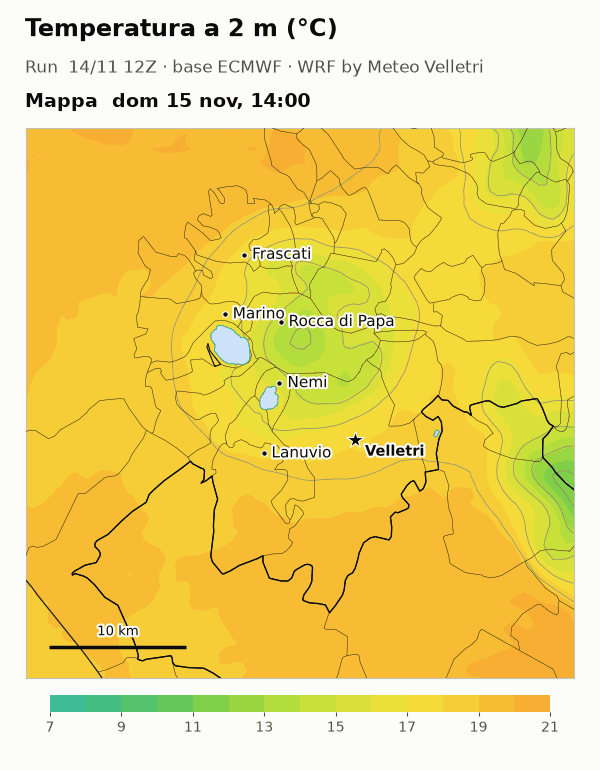 Temperatura a 2 m (°C)
Run  14/11 12Z · base ECMWF · WRF by Meteo Velletri
Mappa  dom 15 nov, 14:00
Frascati
Marino
Rocca di Papa
Nemi
Velletri
Lanuvio
10 km
7 9 11 13 15 17 19 21